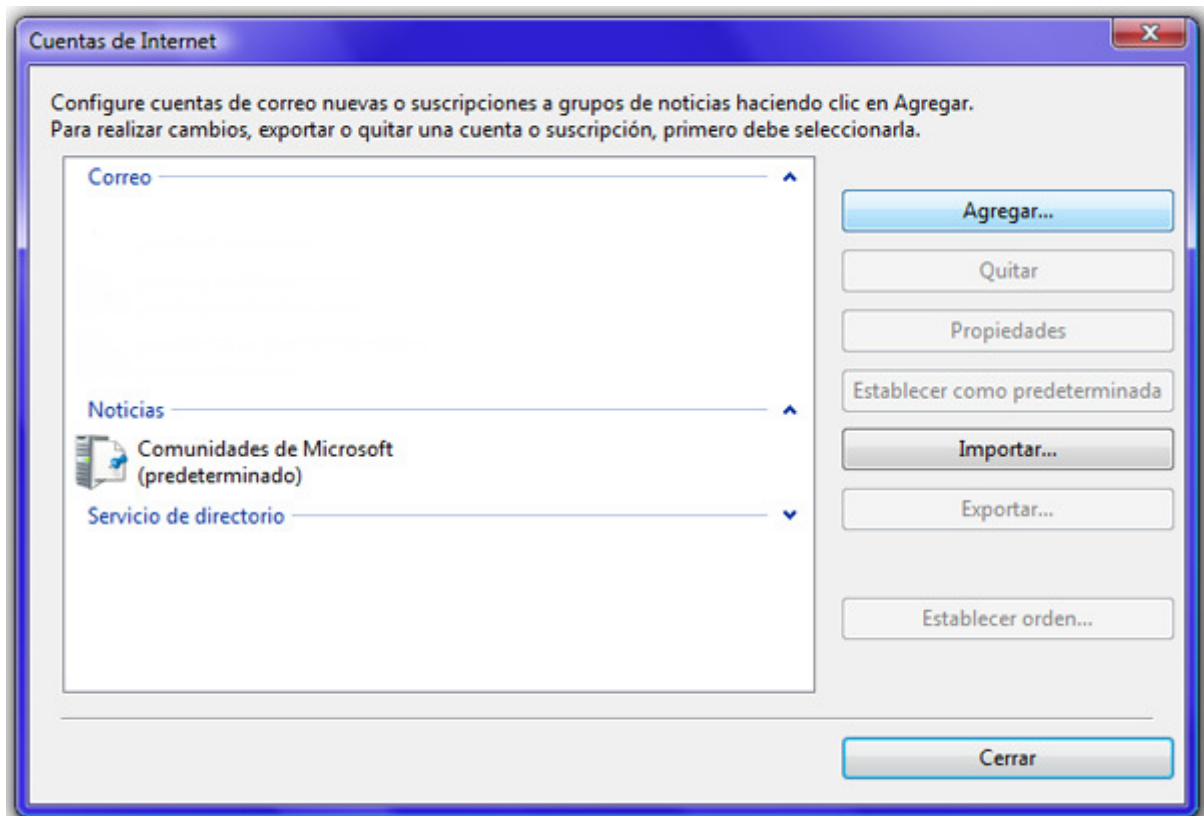 Cuentas de Internet
Configure cuentas de correo nuevas o suscripciones a grupos de noticias haciendo clic en Agregar.
Para realizar cambios, exportar o quitar una cuenta o suscripción, primero debe seleccionarla.
Correo
Noticias
Comunidades de Microsoft
(predeterminado)
Servicio de directorio
Agregar...
Quitar
Propiedades
Establecer como predeterminada
Importar...
Exportar...
Establecer orden...
Cerrar